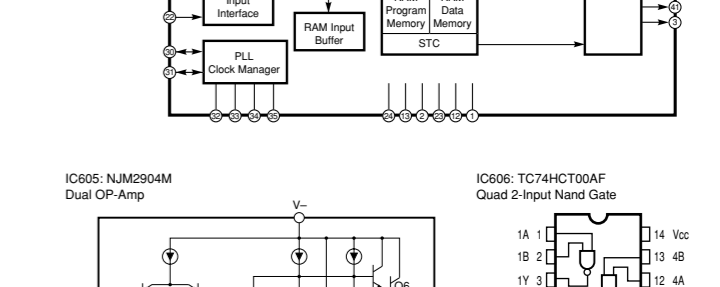 Input
Interface
22
RAM Input
Buffer
Program
Memory
Data
Memory
STC
41
3
30
31
PLL
Clock Manager
32 33 34 35
24 13 2 23 12 1
IC605: NJM2904M
Dual OP-Amp
V–
Q6
IC606: TC74HCT00AF
Quad 2-Input Nand Gate
1A 1
1B 2
1Y 3
14 Vcc
13 4B
12 4A